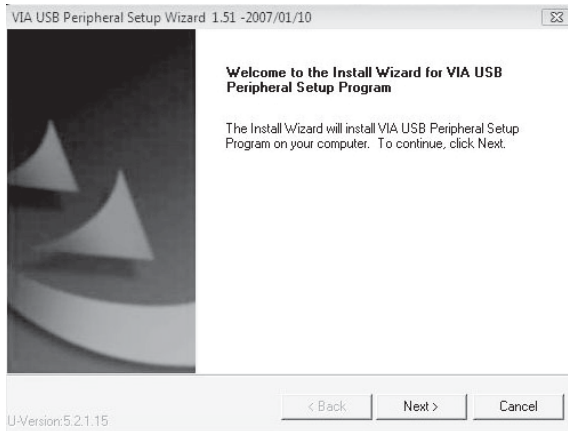 VIA USB Peripheral Setup Wizard 1.51 -2007/01/10
Welcome to the Install Wizard for VIA USB
Peripheral Setup Program
The Install Wizard will install VIA USB Peripheral Setup
Program on your computer. To continue, click Next.
U-Version:5.2.1.15
< Back
Next >
Cancel